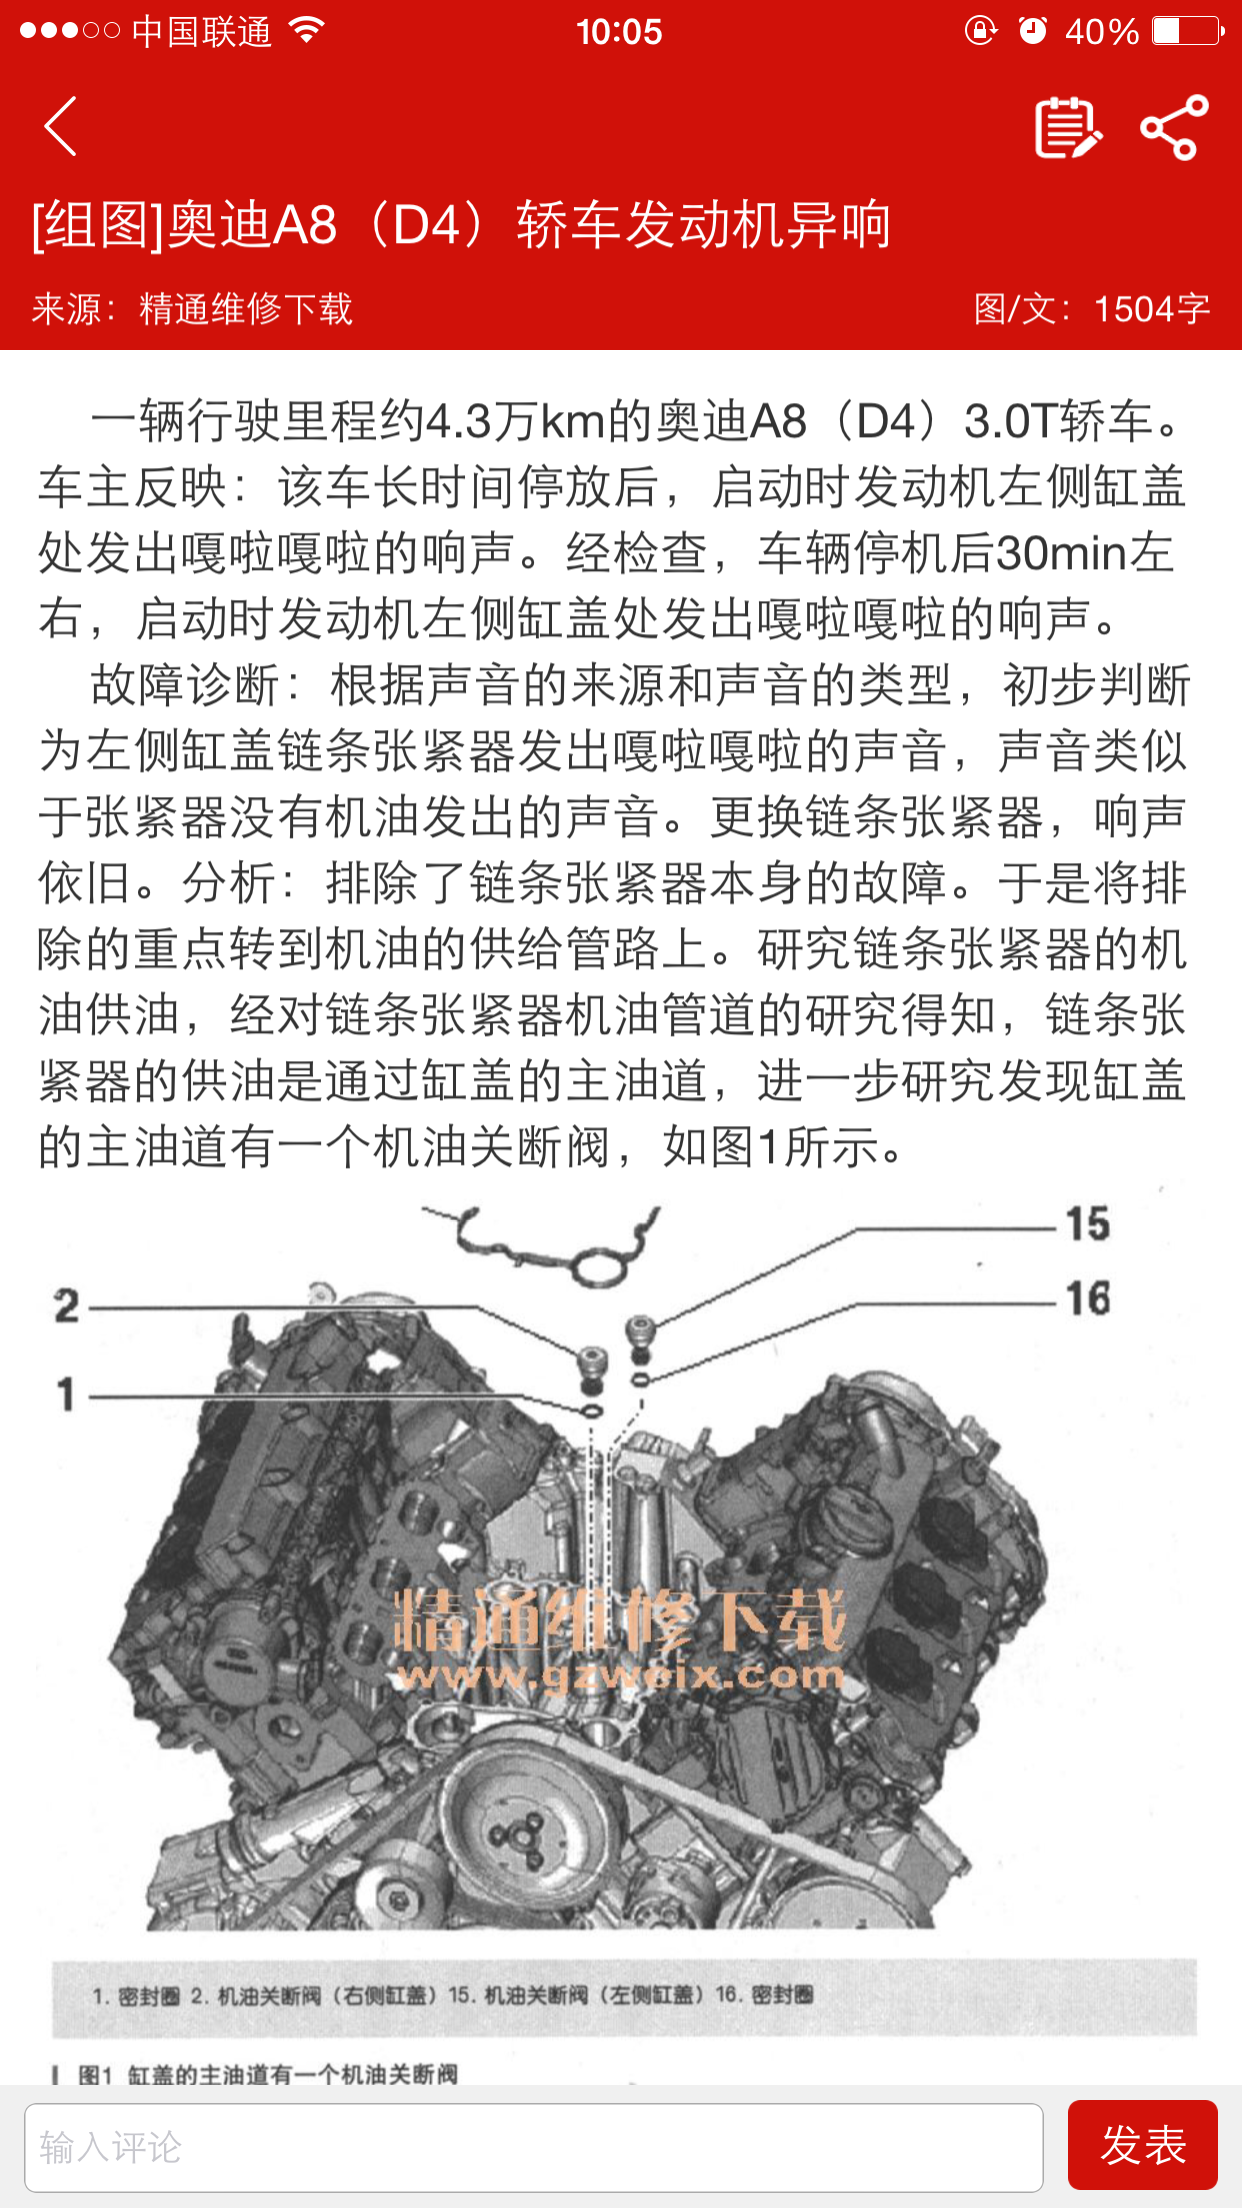 中国联通
10:05
40%
[组图]奥迪A8（D4）轿车发动机异响
来源：精通维修下载
图/文：1504字
一辆行驶里程约4.3万km的奥迪A8（D4）3.0T轿车。
车主反映：该车长时间停放后，启动时发动机左侧缸盖
处发出嘎啦嘎啦的响声。经检查，车辆停机后30min左
右，启动时发动机左侧缸盖处发出嘎啦嘎啦的响声。
故障诊断：根据声音的来源和声音的类型，初步判断
为左侧缸盖链条张紧器发出嘎啦嘎啦的声音，声音类似
于张紧器没有机油发出的声音。更换链条张紧器，响声
依旧。分析：排除了链条张紧器本身的故障。于是将排
除的重点转到机油的供给管路上。研究链条张紧器的机
油供油，经对链条张紧器机油管道的研究得知，链条张
紧器的供油是通过缸盖的主油道，进一步研究发现缸盖
的主油道有一个机油关断阀，如图1所示。
15
16
2
1
精通维修下载
www.gzweix.com
1. 密封圈 2. 机油关断阀（右侧缸盖）15. 机油关断阀（左侧缸盖）16. 密封圈
图1 缸盖的主油道有一个机油关断阀
输入评论
发表